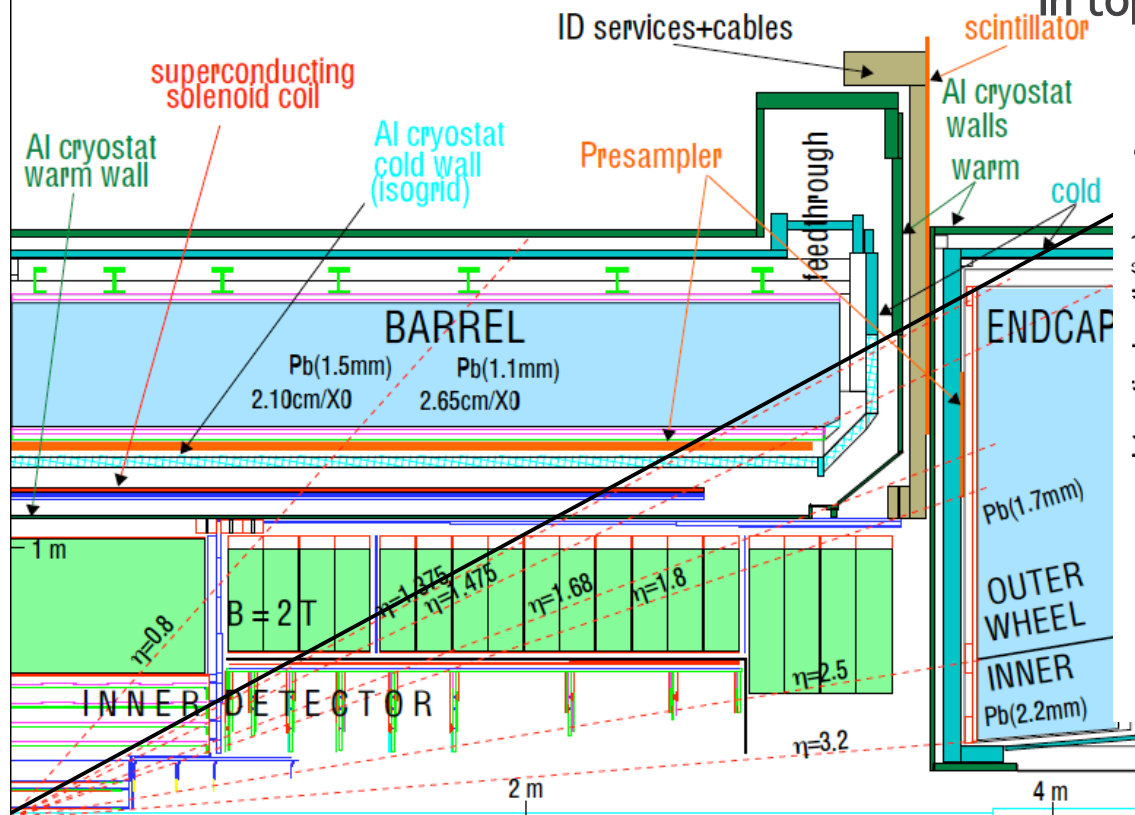 in top
ID services+cables
scintillator
superconducting
solenoid coil
Al cryostat
warm wall
Al cryostat
cold wall
(isogrid)
Presampler
feedthrough
Al cryostat
walls
warm
cold
BARREL
Pb(1.5mm)
2.10cm/X0
Pb(1.1mm)
2.65cm/X0
ENDCAP
Pb(1.7mm)
1 m
η=0.8
B = 2 T
η=1.375
η=1.475
η=1.68
η=1.8
OUTER
WHEEL
η=2.5
INNER
Pb(2.2mm)
INNER DETECTOR
η=3.2
2 m
4 m